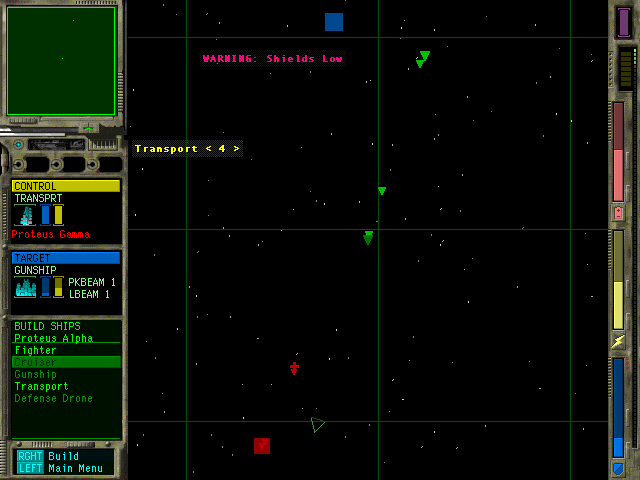 WARNING: Shields Low
Transport < 4 >
CONTROL
TRANSPRT
Proteus Gamma
TARGET
GUNSHIP
PKBEAM 1
LBEAM 1
BUILD SHIPS
Proteus Alpha
Fighter
Cruiser
Gunship
Transport
Defense Drone
RGHT Build
LEFT Main Menu